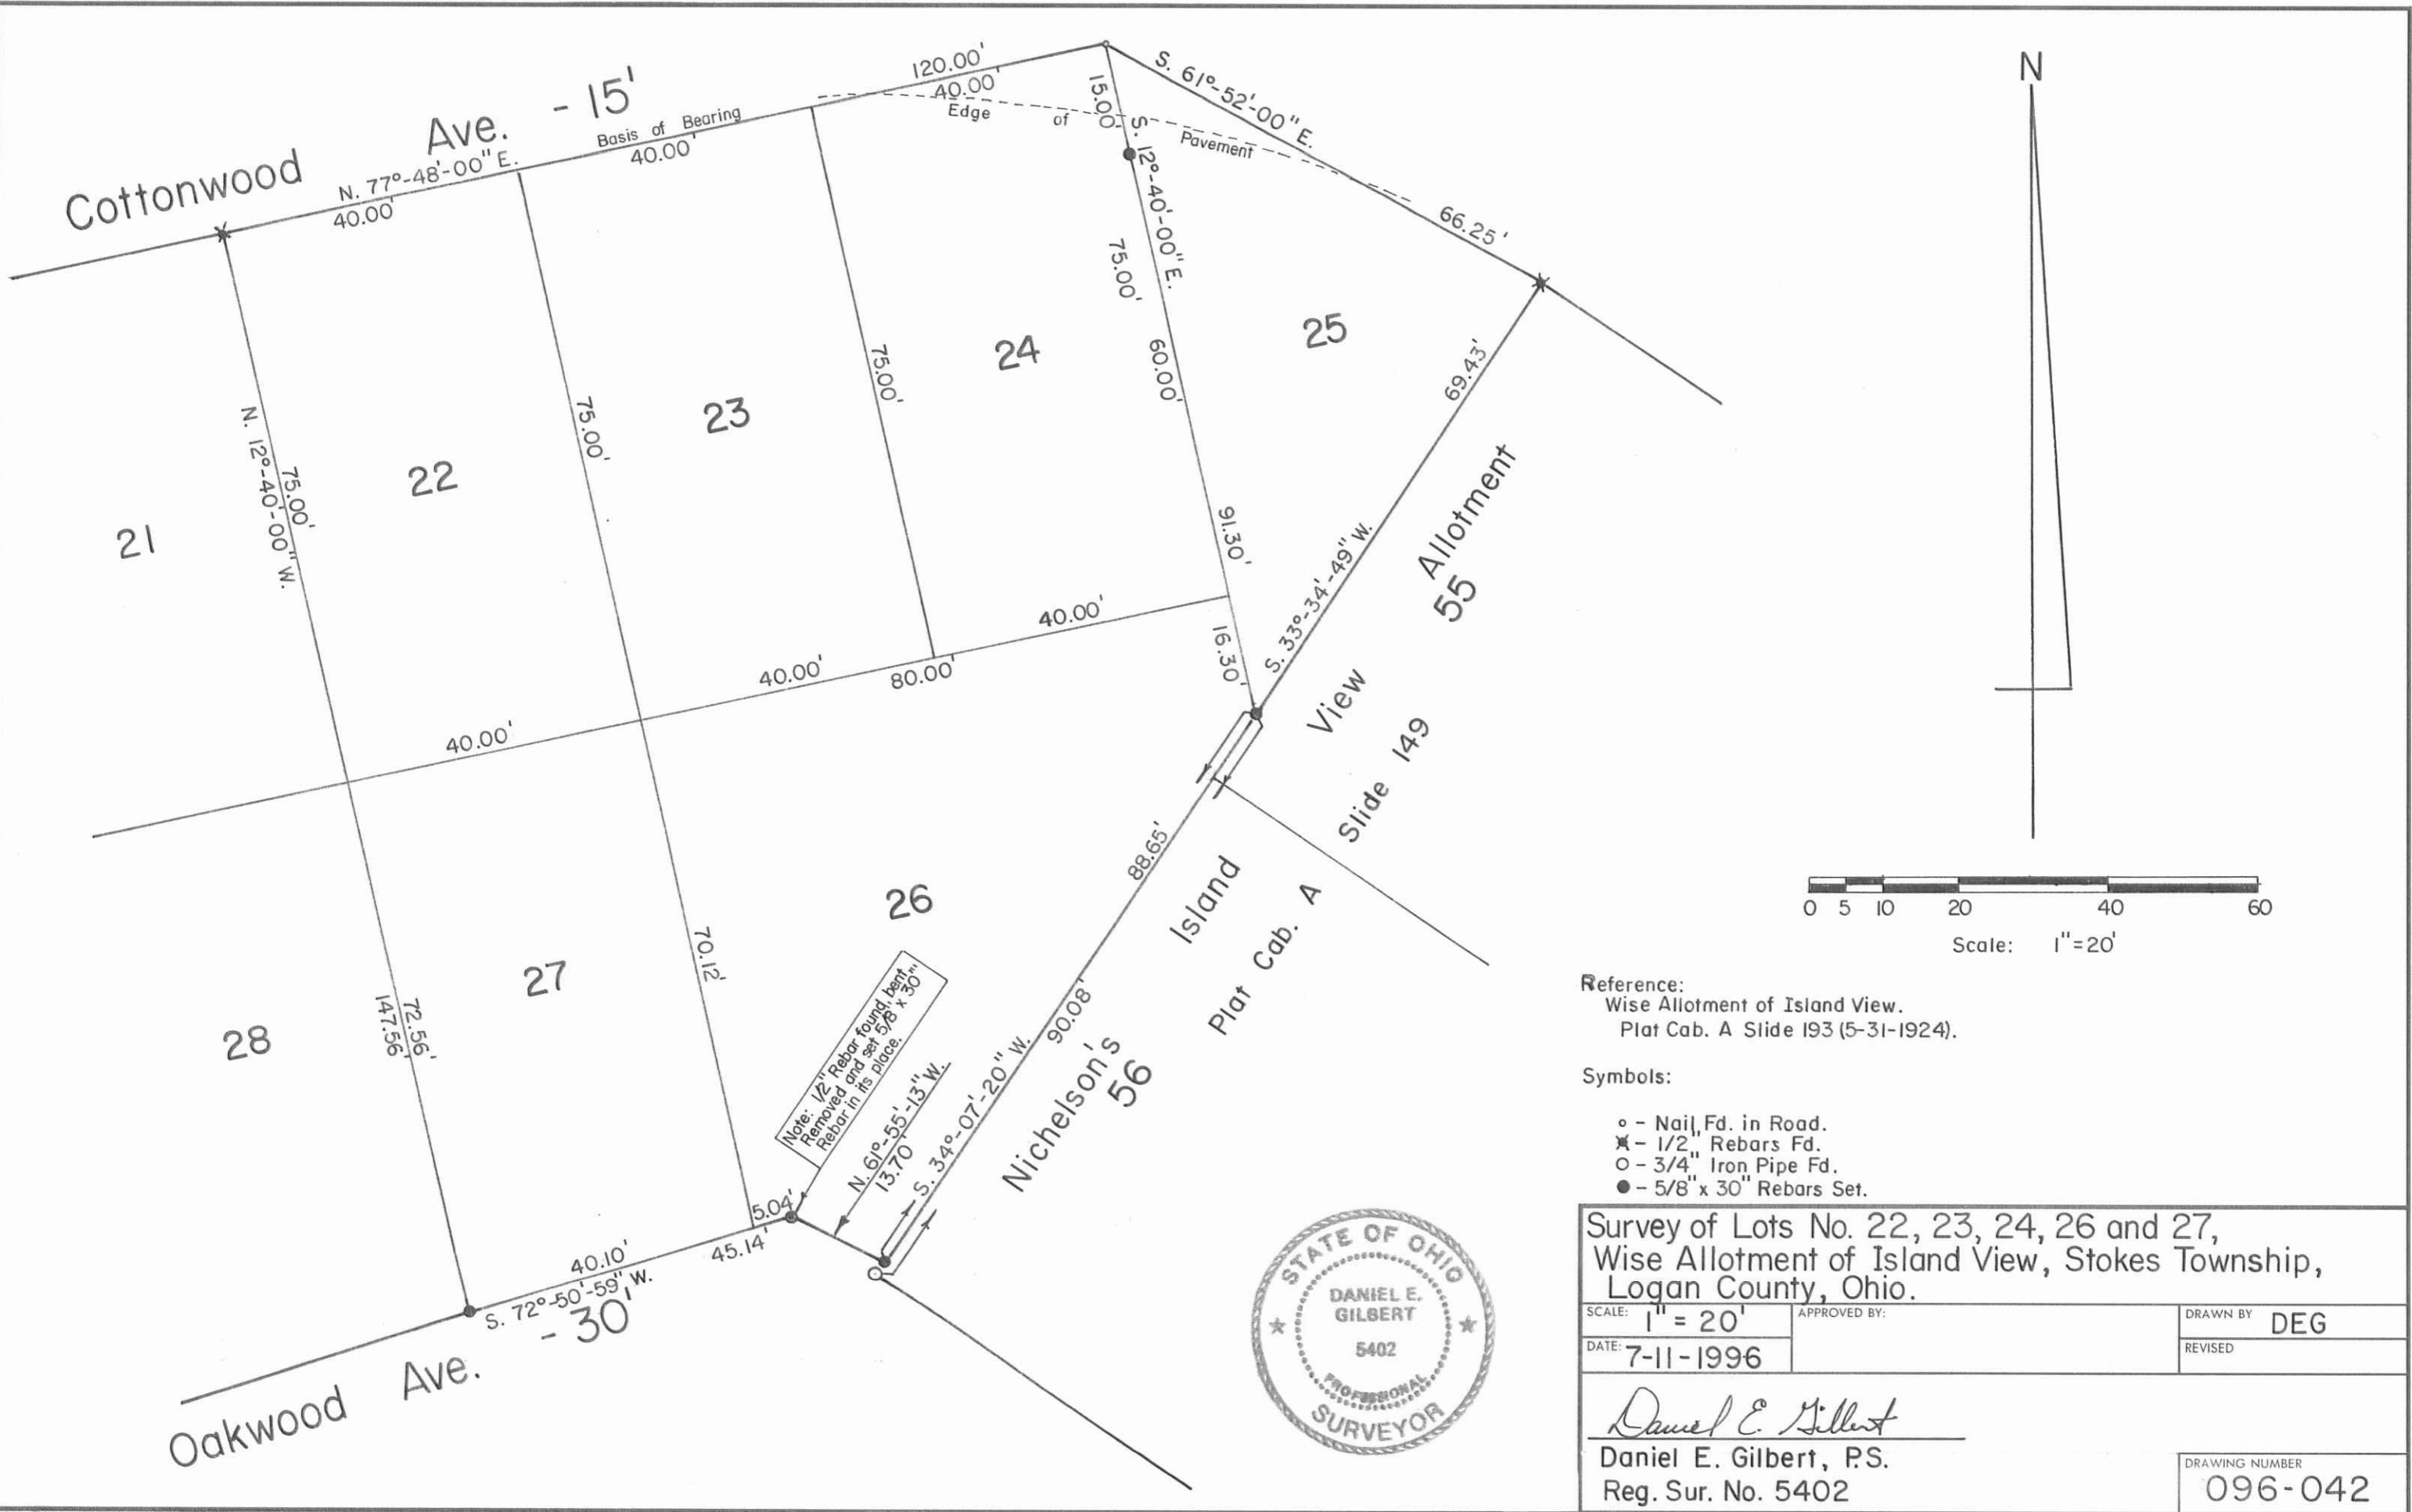 Cottonwood Ave. - 15'
N. 77°-48'-00" E.
Basis of Bearing
120.00'
40.00'
40.00'
40.00'
Edge of Pavement
15.00'
S. 12°-40'-00" E.
75.00'
60.00'
91.30'
16.30'
S. 61°-52'-00" E.
66.25'
69.43'
S. 33°-34'-49" W.
N. 12°-40'-00" W.
75.00'
75.00'
75.00'
21
22
23
24
25
40.00'
40.00'
80.00'
40.00'
28
27
26
147.56'
72.56'
70.12'
88.65'
90.08'
S. 34°-07'-20" W.
N. 61°-55'-13" W.
13.70'
Note: 1/2" Rebar found, bent.
Removed and set 5/8" x 30"
Rebar in its place.
5.04'
45.14'
40.10'
S. 72°-50'-59" W.
Oakwood Ave. - 30'
Nichelson's Island View Allotment
56
55
Plat Cab. A Slide 149
N
0 5 10 20 40 60
Scale: 1"=20'
Reference:
Wise Allotment of Island View.
Plat Cab. A Slide 193 (5-31-1924).
Symbols:
- Nail Fd. in Road.
- 1/2" Rebars Fd.
- 3/4" Iron Pipe Fd.
- 5/8" x 30" Rebars Set.
STATE OF OHIO
DANIEL E.
GILBERT
5402
PROFESSIONAL
SURVEYOR
Survey of Lots No. 22, 23, 24, 26 and 27,
Wise Allotment of Island View, Stokes Township,
Logan County, Ohio.
SCALE: 1" = 20'
APPROVED BY:
DRAWN BY DEG
DATE: 7-11-1996
REVISED
Daniel E. Gilbert
Daniel E. Gilbert, P.S.
Reg. Sur. No. 5402
DRAWING NUMBER
096-042